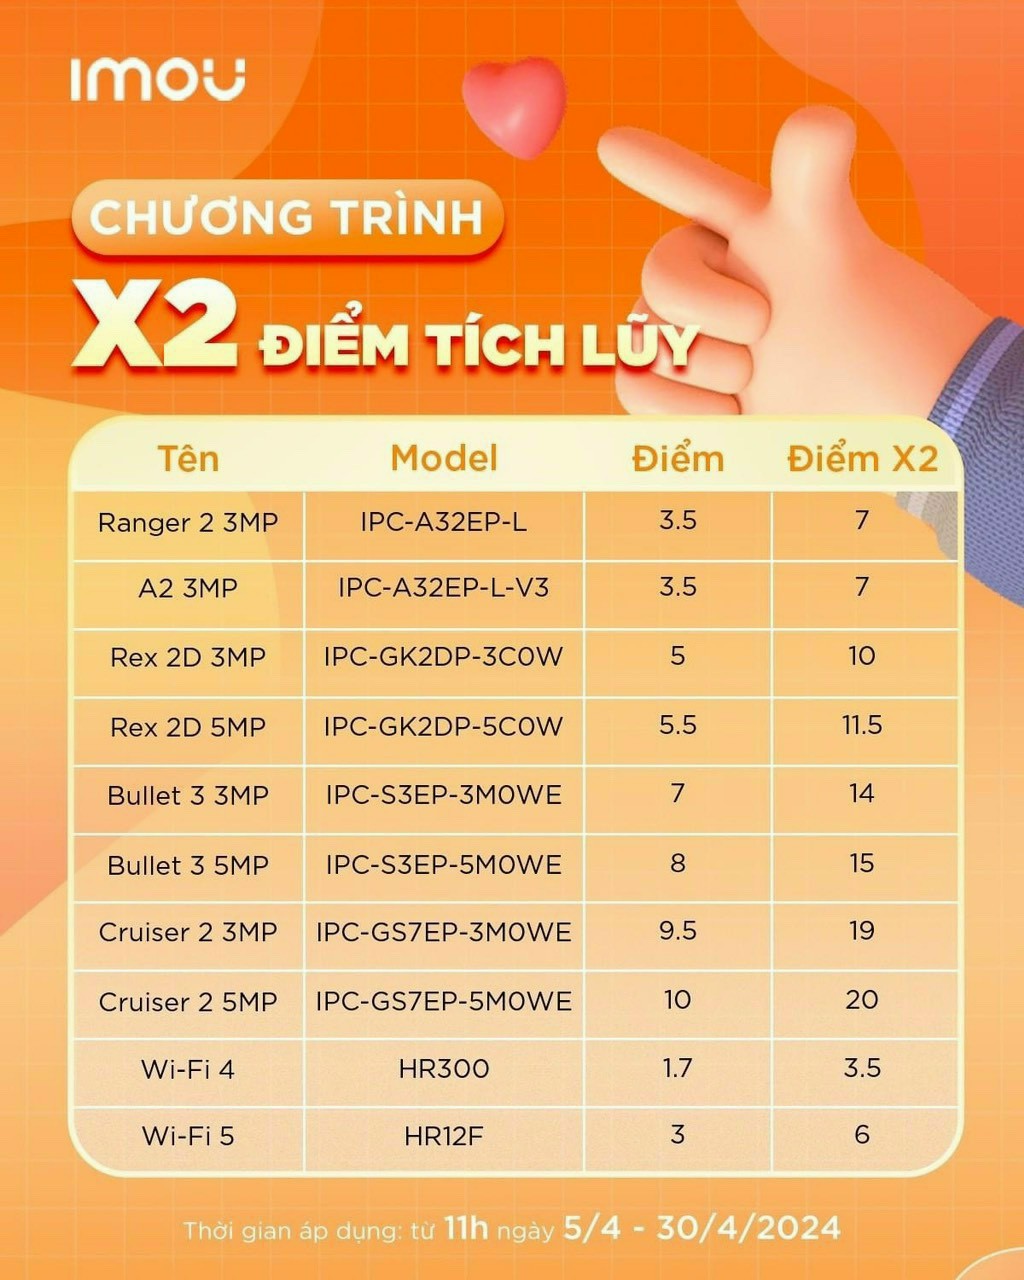 IMOU
CHƯƠNG TRÌNH
X2 ĐIỂM TÍCH LŨY
Tên Model Điểm Điểm X2
Ranger 2 3MP IPC-A32EP-L 3.5 7
A2 3MP IPC-A32EP-L-V3 3.5 7
Rex 2D 3MP IPC-GK2DP-3C0W 5 10
Rex 2D 5MP IPC-GK2DP-5C0W 5.5 11.5
Bullet 3 3MP IPC-S3EP-3M0WE 7 14
Bullet 3 5MP IPC-S3EP-5M0WE 8 15
Cruiser 2 3MP IPC-GS7EP-3M0WE 9.5 19
Cruiser 2 5MP IPC-GS7EP-5M0WE 10 20
Wi-Fi 4 HR300 1.7 3.5
Wi-Fi 5 HR12F 3 6
Thời gian áp dụng: từ 11h ngày 5/4 - 30/4/2024